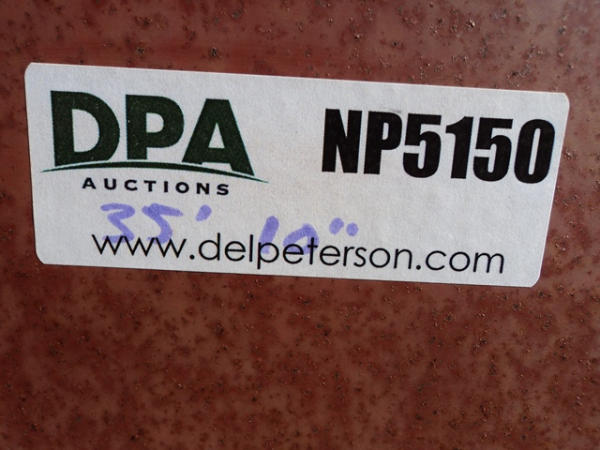 DPA
AUCTIONS
NP5150
35' 10"
www.delpeterson.com